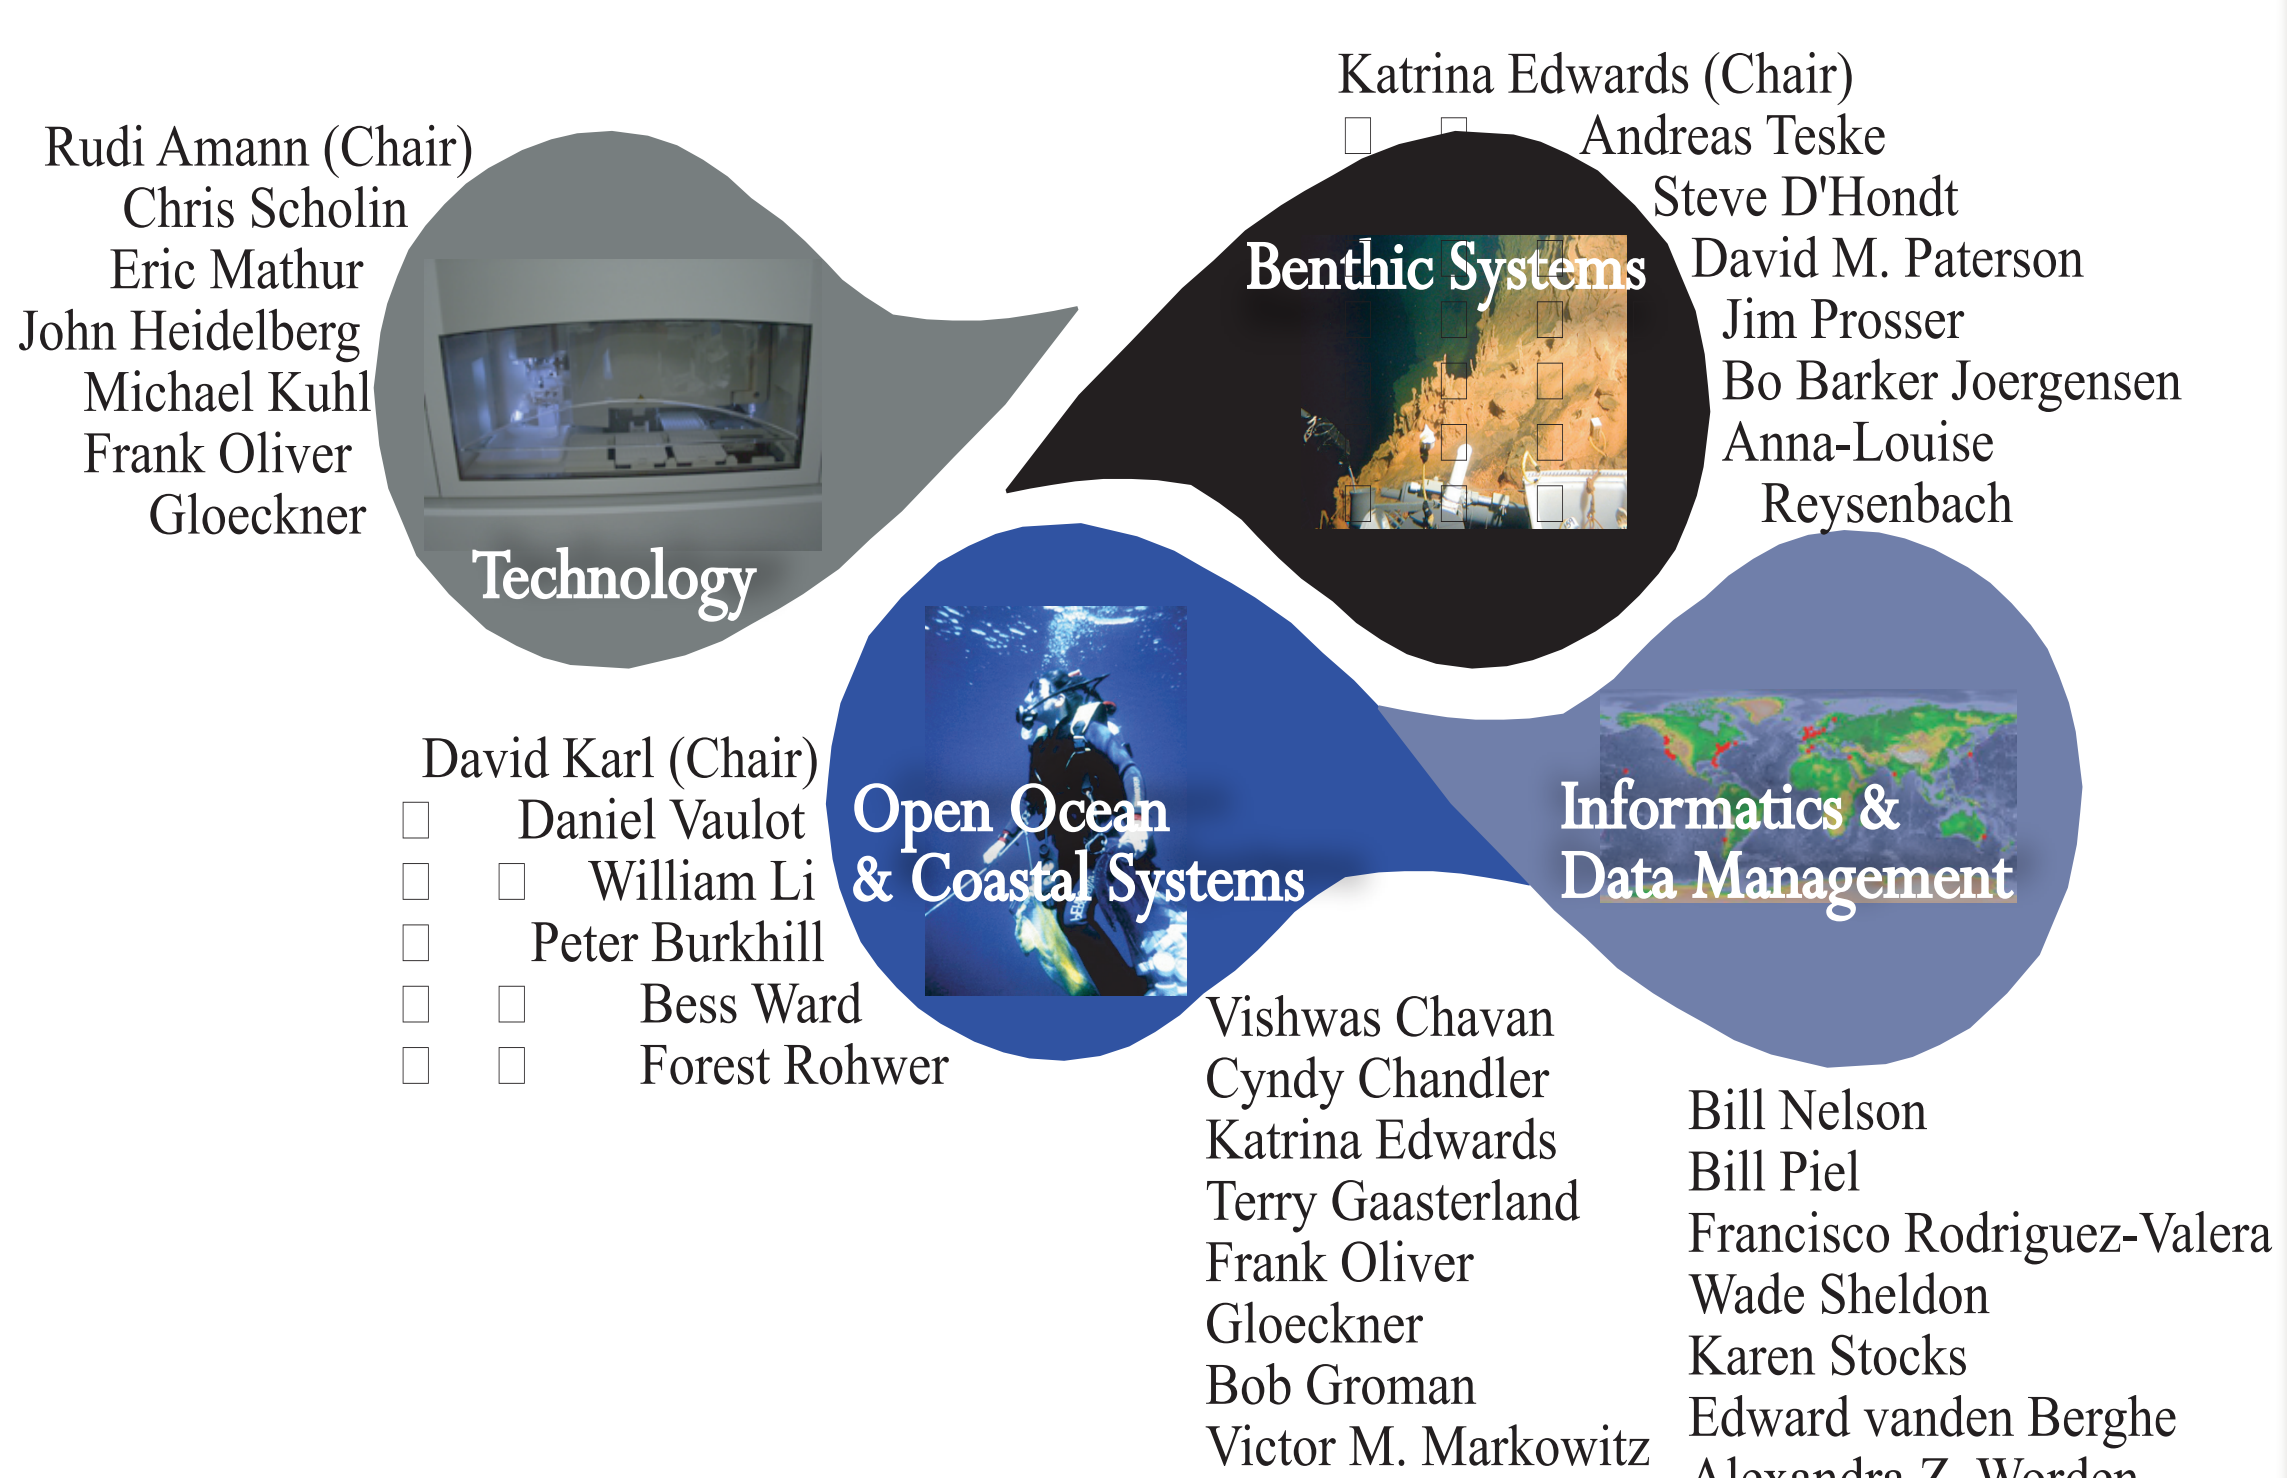 Rudi Amann (Chair)
Chris Scholin
Eric Mathur
John Heidelberg
Michael Kuhl
Frank Oliver
Gloeckner
Technology
Katrina Edwards (Chair)
Andreas Teske
Steve D'Hondt
David M. Paterson
Jim Prosser
Bo Barker Joergensen
Anna-Louise
Reysenbach
Benthic Systems
David Karl (Chair)
Daniel Vaulot
William Li
Peter Burkhill
Bess Ward
Forest Rohwer
Open Ocean
& Coastal Systems
Informatics &
Data Management
Vishwas Chavan
Cyndy Chandler
Katrina Edwards
Terry Gaasterland
Frank Oliver
Gloeckner
Bob Groman
Victor M. Markowitz
Bill Nelson
Bill Piel
Francisco Rodriguez-Valera
Wade Sheldon
Karen Stocks
Edward vanden Berghe
Alexandra Z. Worden